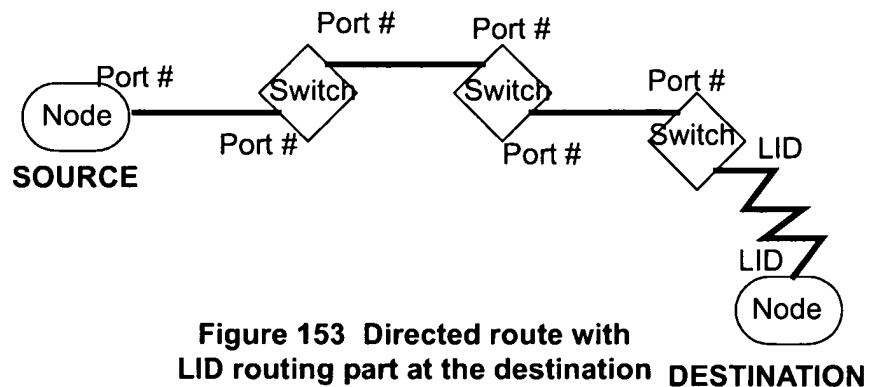 Port # Port #
Port # Switch Switch Port #
Node Port # Port # Switch LID
SOURCE
LID
Node
Figure 153 Directed route with
LID routing part at the destination DESTINATION